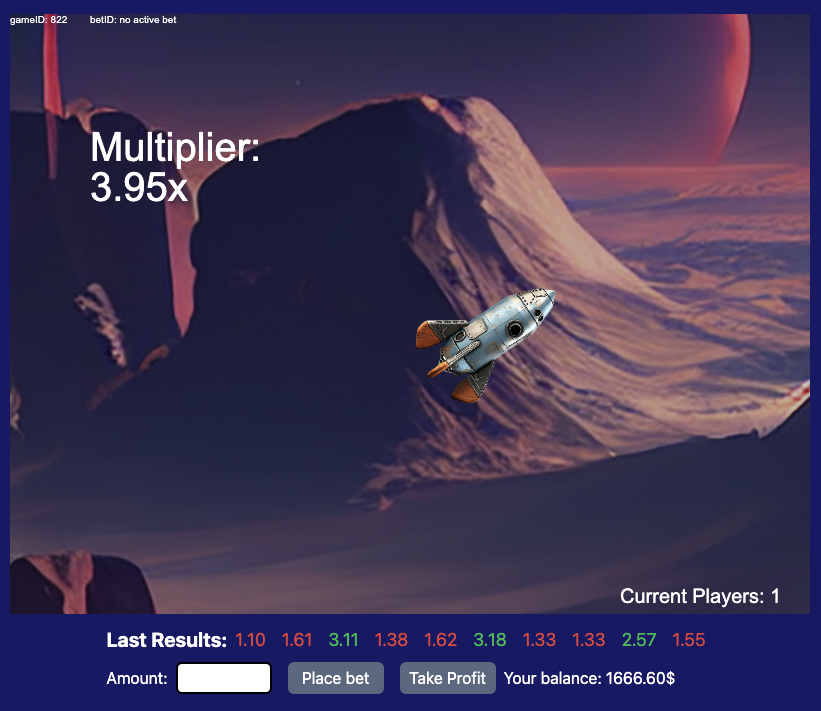 gameID: 822 betID: no active bet
Multiplier:
3.95x
Current Players: 1
Last Results: 1.10 1.61 3.11 1.38 1.62 3.18 1.33 1.33 2.57 1.55
Amount: Place bet Take Profit Your balance: 1666.60$